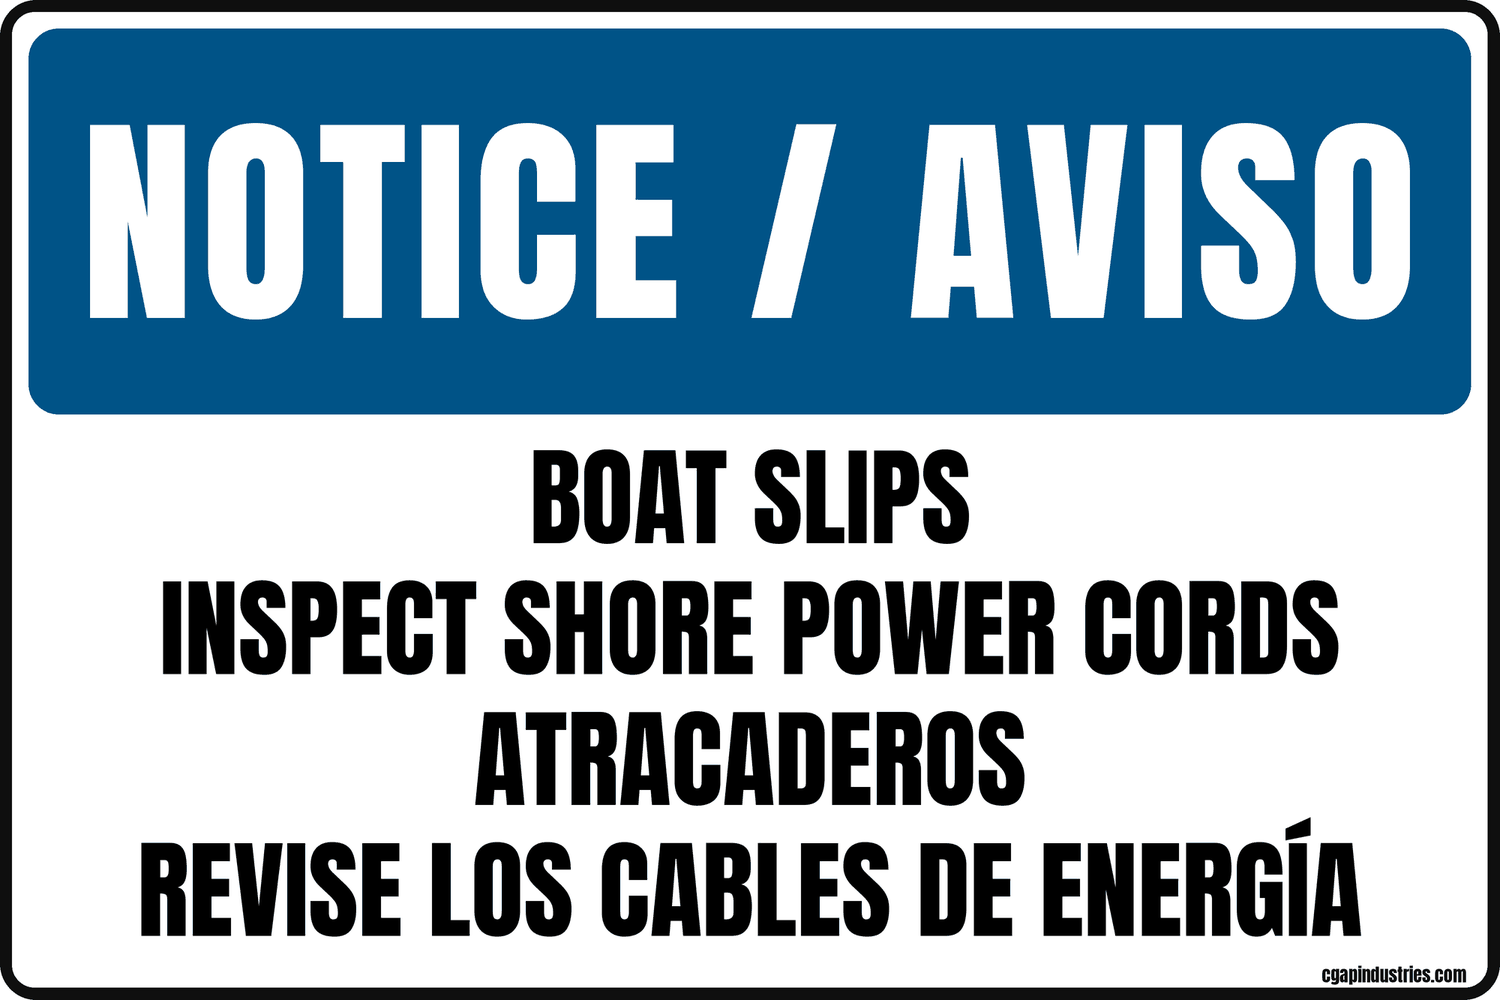 NOTICE / AVISO
BOAT SLIPS
INSPECT SHORE POWER CORDS
ATRACADEROS
REVISE LOS CABLES DE ENERGÍA
cgapindustries.com